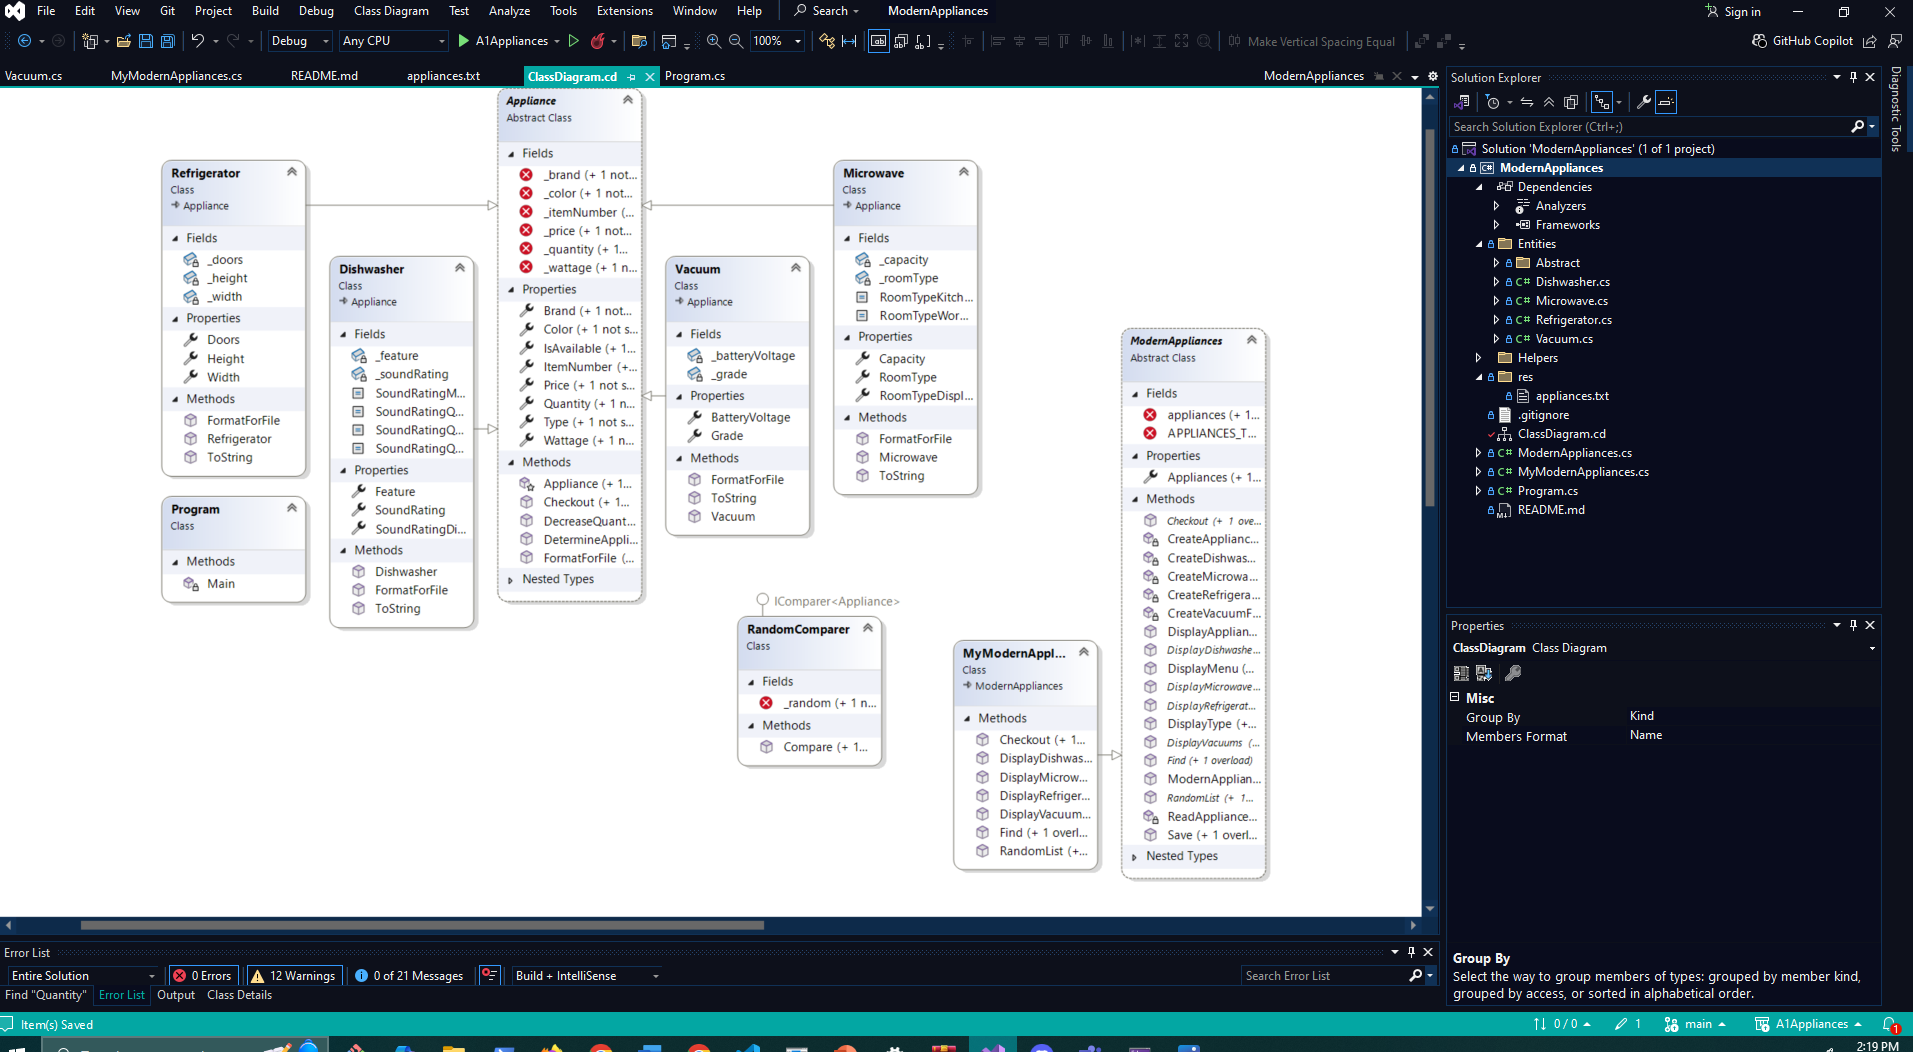 File Edit View Git Project Build Debug Class Diagram Test Analyze Tools Extensions Window Help Search ModernAppliances Sign in
Debug Any CPU A1Appliances 100% Make Vertical Spacing Equal GitHub Copilot
Vacuum.cs MyModernAppliances.cs README.md appliances.txt ClassDiagram.cd Program.cs ModernAppliances
Appliance
Abstract Class
Fields
_brand (+ 1 not...
_color (+ 1 not...
_itemNumber (...
_price (+ 1 not...
_quantity (+ 1...
_wattage (+ 1 n...
Properties
Brand (+ 1 not...
Color (+ 1 not s...
IsAvailable (+ 1...
ItemNumber (+...
Price (+ 1 not s...
Quantity (+ 1 n...
Type (+ 1 not s...
Wattage (+ 1 n...
Methods
Appliance (+ 1...
Checkout (+ 1...
DecreaseQuant...
DetermineAppli...
FormatForFile (...
Nested Types
Refrigerator
Class
Appliance
Fields
_doors
_height
_width
Properties
Doors
Height
Width
Methods
FormatForFile
Refrigerator
ToString
Program
Class
Methods
Main
Dishwasher
Class
Appliance
Fields
_feature
_soundRating
SoundRatingM...
SoundRatingQ...
SoundRatingQ...
SoundRatingQ...
Properties
Feature
SoundRating
SoundRatingDi...
Methods
Dishwasher
FormatForFile
ToString
Vacuum
Class
Appliance
Fields
_batteryVoltage
_grade
Properties
BatteryVoltage
Grade
Methods
FormatForFile
ToString
Vacuum
Microwave
Class
Appliance
Fields
_capacity
_roomType
RoomTypeKitch...
RoomTypeWor...
Properties
Capacity
RoomType
RoomTypeDispl...
Methods
FormatForFile
Microwave
ToString
IComparer<Appliance>
RandomComparer
Class
Fields
_random (+ 1 n...
Methods
Compare (+ 1...
MyModernAppl...
Class
ModernAppliances
Methods
Checkout (+ 1...
DisplayDishwas...
DisplayMicrow...
DisplayRefriger...
DisplayVacuum...
Find (+ 1 overl...
RandomList (+...
ModernAppliances
Abstract Class
Fields
appliances (+ 1...
APPLIANCES_T...
Properties
Appliances (+ 1...
Methods
Checkout (+ 1 ove...
CreateApplianc...
CreateDishwas...
CreateMicrowa...
CreateRefrigera...
CreateVacuumF...
DisplayApplian...
DisplayDishwashe...
DisplayMenu (...
DisplayMicrowave...
DisplayRefrigerat...
DisplayType (+...
DisplayVacuums (...
Find (+ 1 overload)
ModernApplian...
RandomList (+ 1...
ReadAppliance...
Save (+ 1 overl...
Nested Types
Solution Explorer
Search Solution Explorer (Ctrl+;)
Solution 'ModernAppliances' (1 of 1 project)
C# ModernAppliances
Dependencies
Analyzers
Frameworks
Entities
Abstract
C# Dishwasher.cs
C# Microwave.cs
C# Refrigerator.cs
C# Vacuum.cs
Helpers
res
appliances.txt
.gitignore
ClassDiagram.cd
C# ModernAppliances.cs
C# MyModernAppliances.cs
C# Program.cs
README.md
Diagnostic Tools
Properties
ClassDiagram Class Diagram
Misc
Group By Kind
Members Format Name
Group By
Select the way to group members of types: grouped by member kind,
grouped by access, or sorted in alphabetical order.
Error List
Entire Solution 0 Errors 12 Warnings 0 of 21 Messages Build + IntelliSense Search Error List
Find "Quantity" Error List Output Class Details
Item(s) Saved 0 / 0 1 main A1Appliances 1
2:19 PM